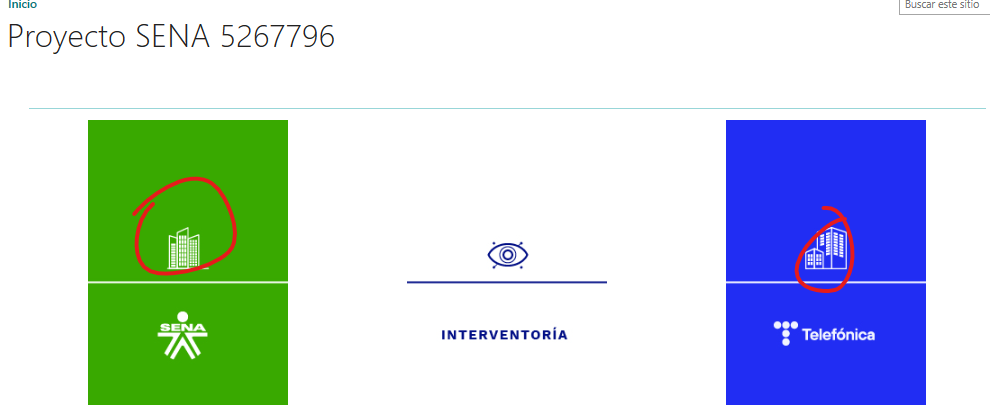 Inicio
Buscar este sitio
Proyecto SENA 5267796
SENA
INTERVENTORÍA
Telefónica